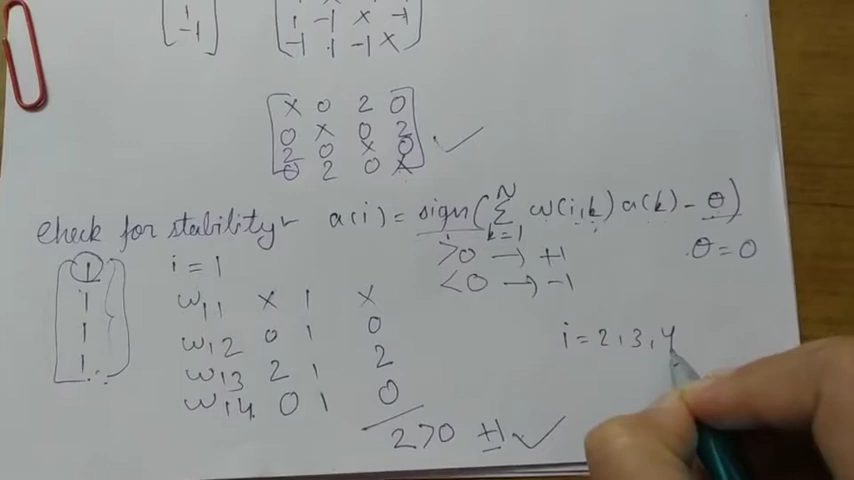 1
-1
1 -1 x -1
-1 1 -1 x
x 0 2 0
0 x 0 2
2 0 x 0
0 2 0 x
check for stability
a(i) = sign(Σ w(i,k) a(k) - θ)
N
k=1
>0 → +1
<0 → -1
θ = 0
1
1
1
1
i = 1
w11 x 1 x
w12 0 1 0
w13 2 1 2
w14 0 1 0
2>0 +1
i = 2,3,4